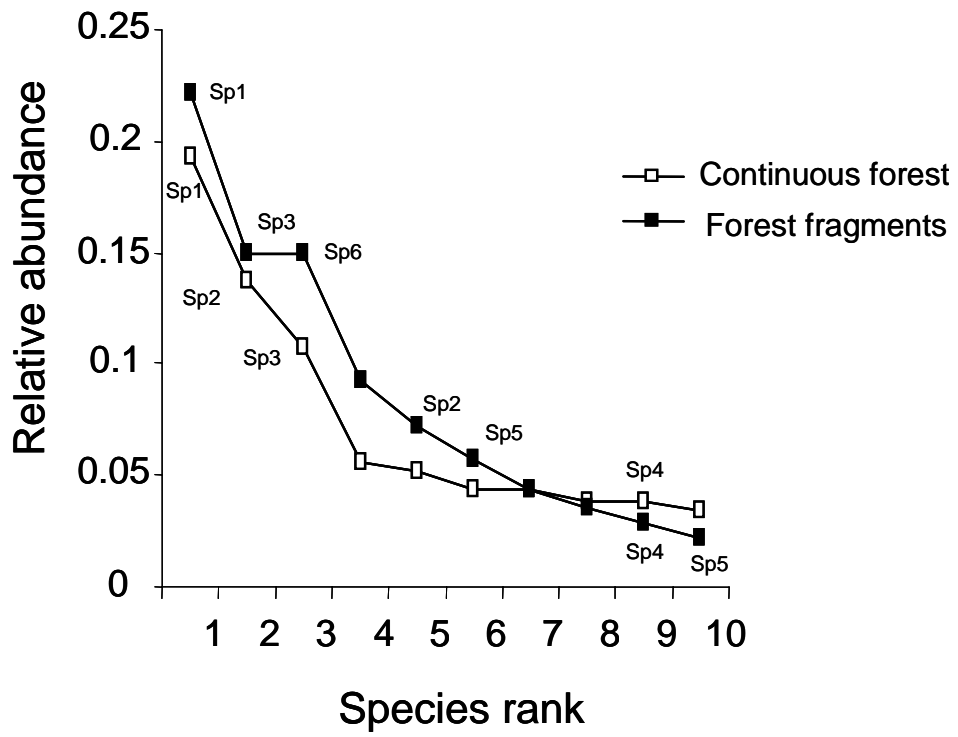 0.25
0.2
0.15
0.1
0.05
0
Relative abundance
Sp1
Sp1
Sp3
Sp6
Sp2
Sp3
Sp2
Sp5
Sp4
Sp4
Sp5
Continuous forest
Forest fragments
1 2 3 4 5 6 7 8 9 10
Species rank